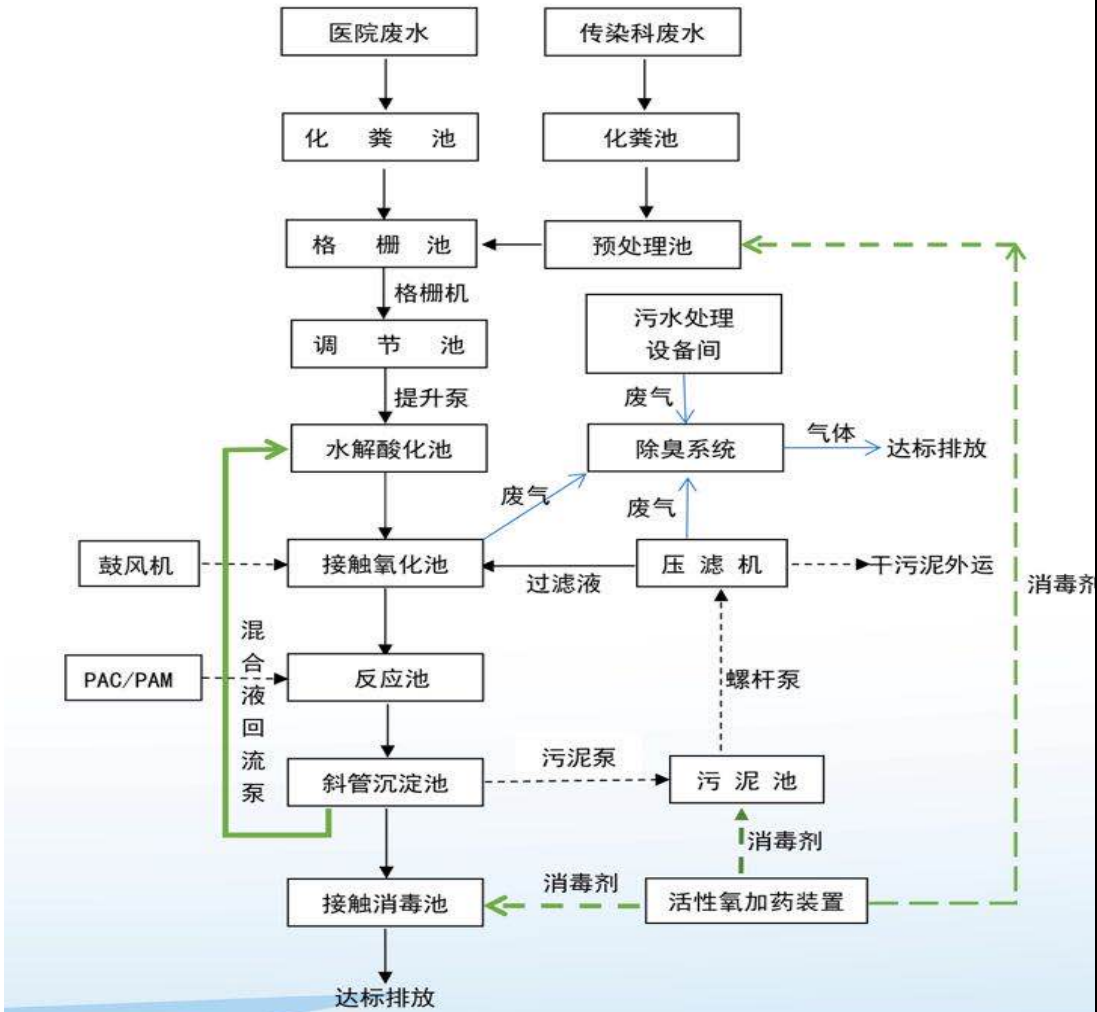 医院废水
传染科废水
化粪池
化粪池
格栅池
预处理池
格栅机
调节池
污水处理
设备间
提升泵
废气
水解酸化池
除臭系统
气体
达标排放
废气
废气
鼓风机
接触氧化池
过滤液
压滤机
干污泥外运
消毒剂
混合液回流泵
PAC/PAM
反应池
螺杆泵
斜管沉淀池
污泥泵
污泥池
消毒剂
接触消毒池
消毒剂
活性氧加药装置
达标排放